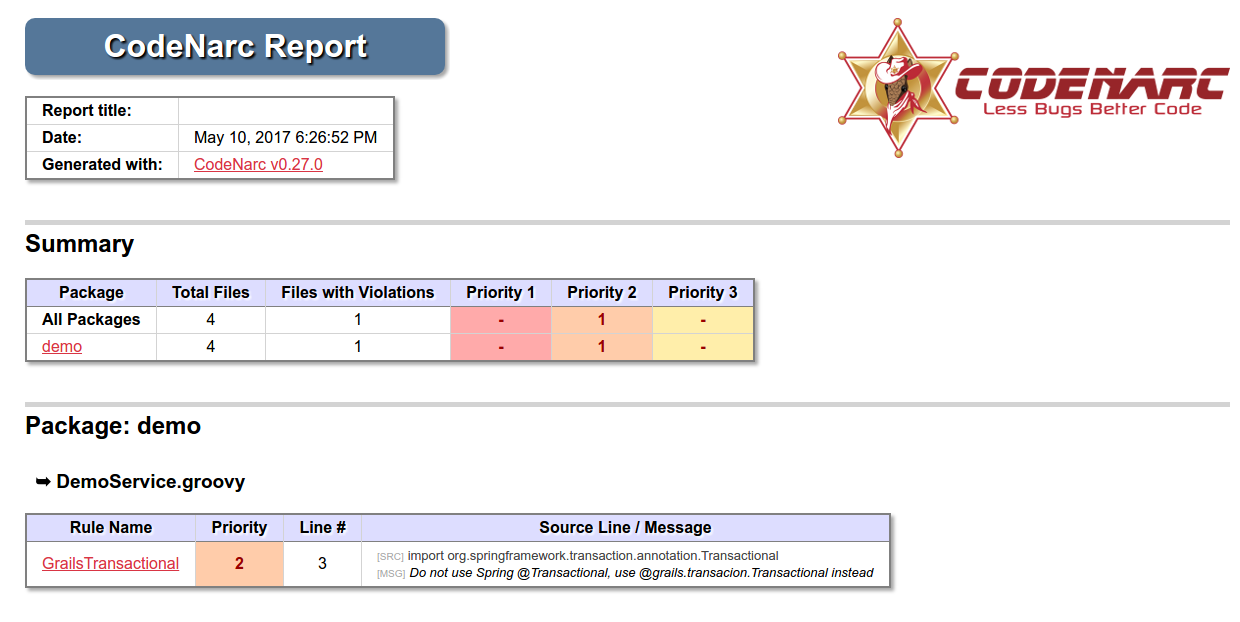 CodeNarc Report
CODENARC
Less Bugs Better Code
Report title:
Date: May 10, 2017 6:26:52 PM
Generated with: CodeNarc v0.27.0
Summary
Package Total Files Files with Violations Priority 1 Priority 2 Priority 3
All Packages 4 1 - 1 -
demo 4 1 - 1 -
Package: demo
➥ DemoService.groovy
Rule Name Priority Line # Source Line / Message
GrailsTransactional 2 3 [SRC] import org.springframework.transaction.annotation.Transactional
[MSG] Do not use Spring @Transactional, use @grails.transacion.Transactional instead